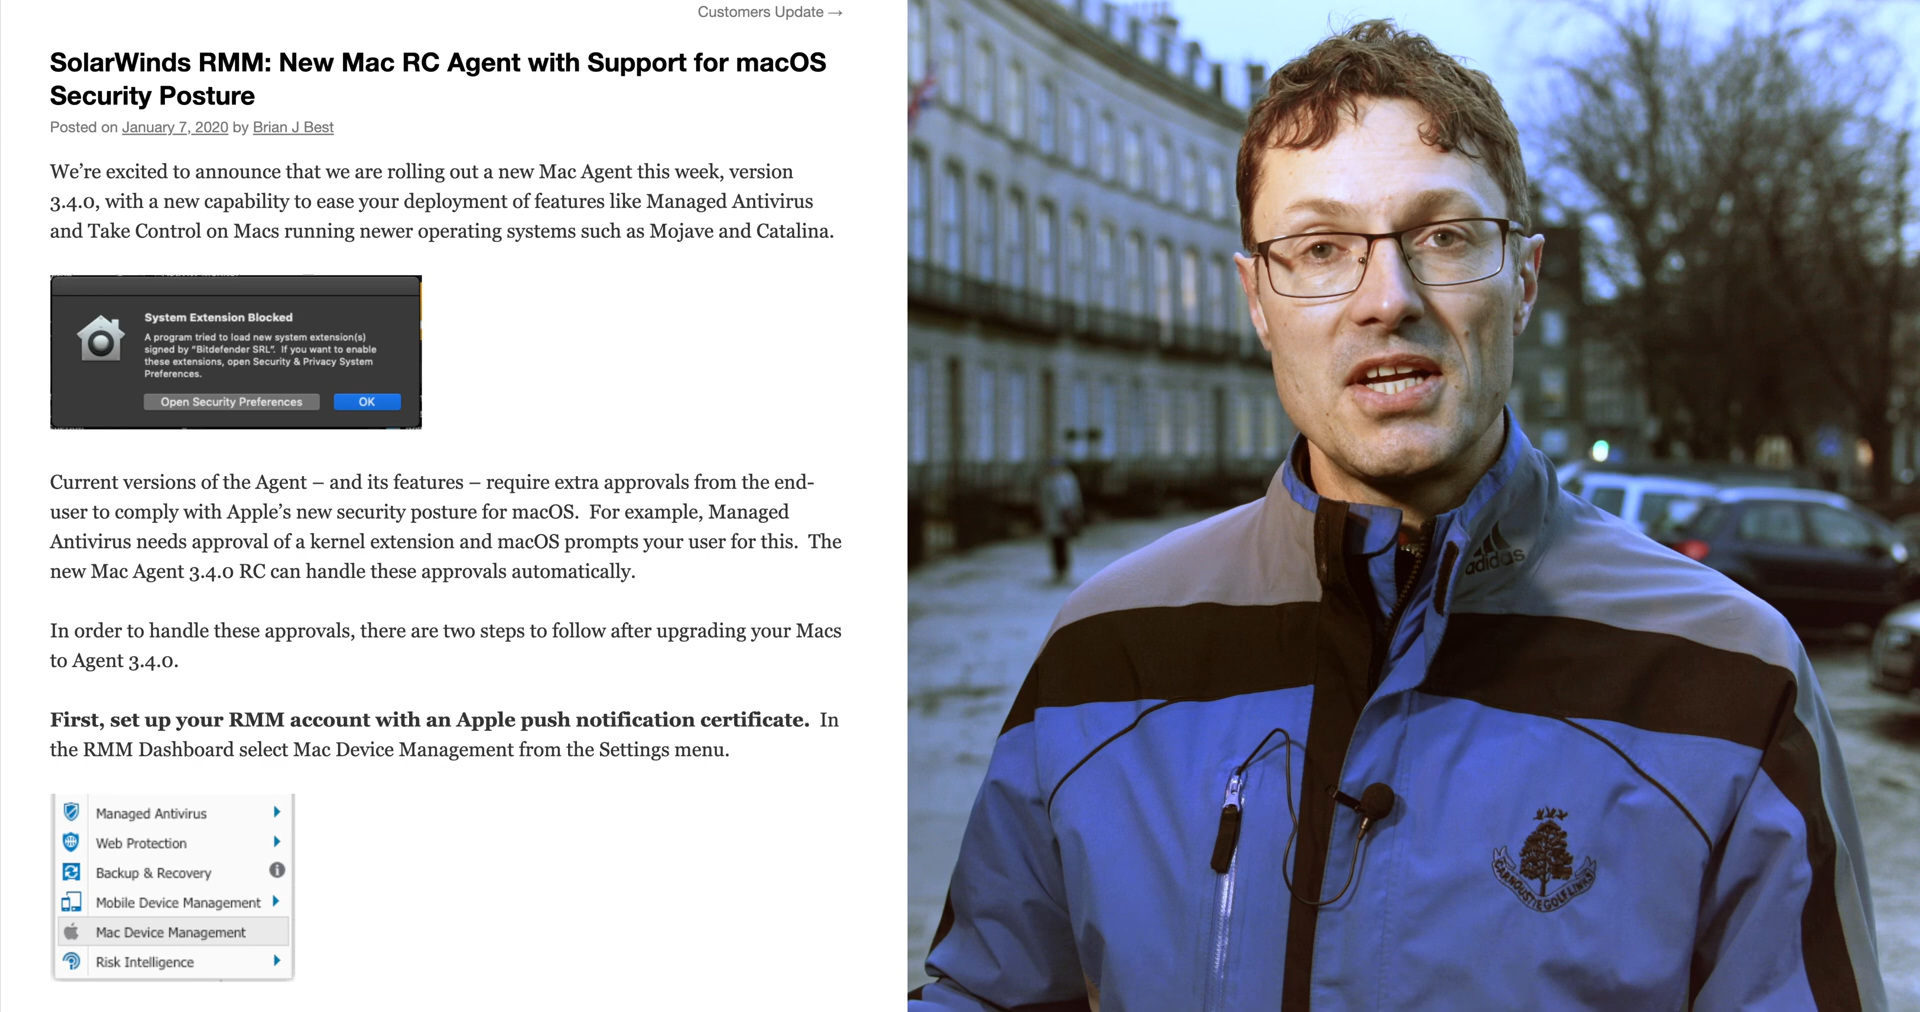 Customers Update →
SolarWinds RMM: New Mac RC Agent with Support for macOS
Security Posture
Posted on January 7, 2020 by Brian J Best
We’re excited to announce that we are rolling out a new Mac Agent this week, version
3.4.0, with a new capability to ease your deployment of features like Managed Antivirus
and Take Control on Macs running newer operating systems such as Mojave and Catalina.
System Extension Blocked
A program tried to load new system extension(s)
signed by "Bitdefender SRL". If you want to enable
these extensions, open Security & Privacy System
Preferences.
Open Security Preferences
OK
Current versions of the Agent – and its features – require extra approvals from the end-
user to comply with Apple’s new security posture for macOS.  For example, Managed
Antivirus needs approval of a kernel extension and macOS prompts your user for this.  The
new Mac Agent 3.4.0 RC can handle these approvals automatically.
In order to handle these approvals, there are two steps to follow after upgrading your Macs
to Agent 3.4.0.
First, set up your RMM account with an Apple push notification certificate.  In
the RMM Dashboard select Mac Device Management from the Settings menu.
Managed Antivirus
Web Protection
Backup & Recovery
Mobile Device Management
Mac Device Management
Risk Intelligence
adidas
CARNOUSTIE GOLF LINKS